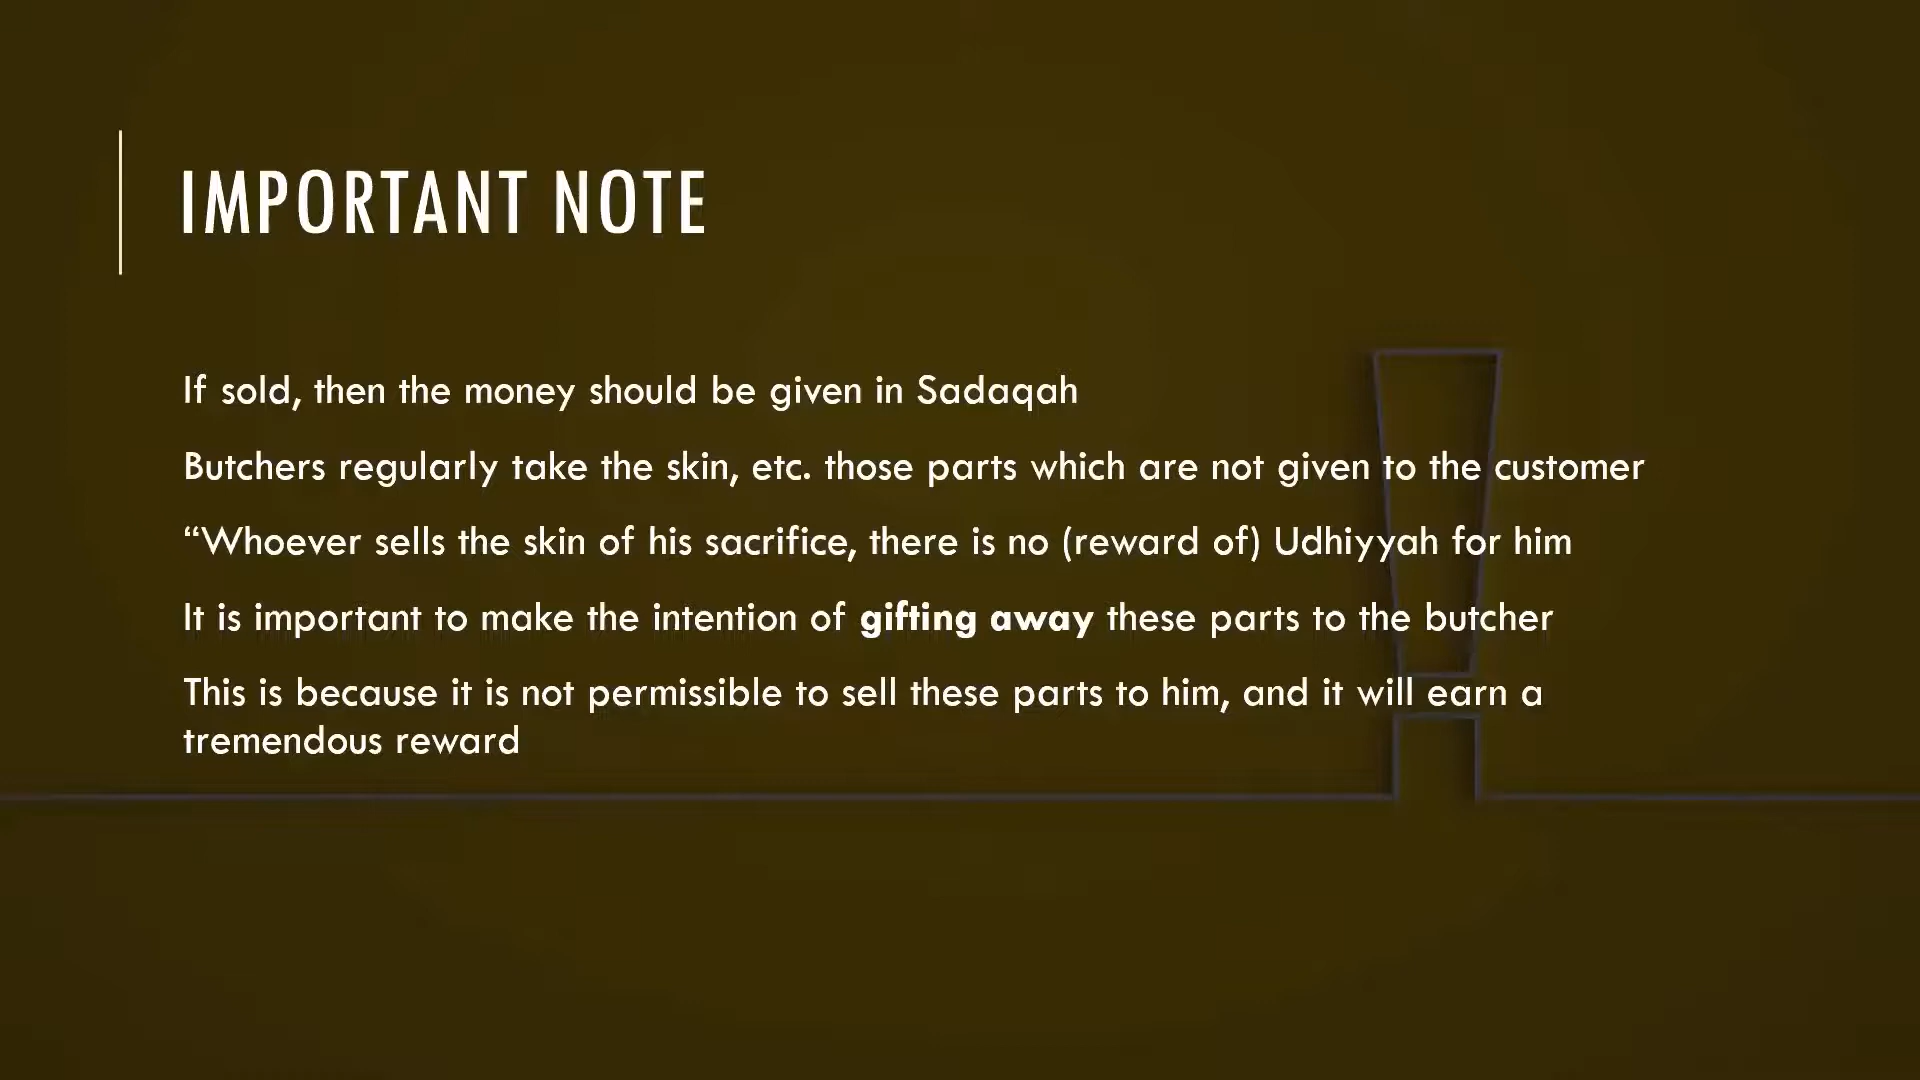 IMPORTANT NOTE
If sold, then the money should be given in Sadaqah
Butchers regularly take the skin, etc. those parts which are not given to the customer
“Whoever sells the skin of his sacrifice, there is no (reward of) Udhiyyah for him
It is important to make the intention of gifting away these parts to the butcher
This is because it is not permissible to sell these parts to him, and it will earn a
tremendous reward